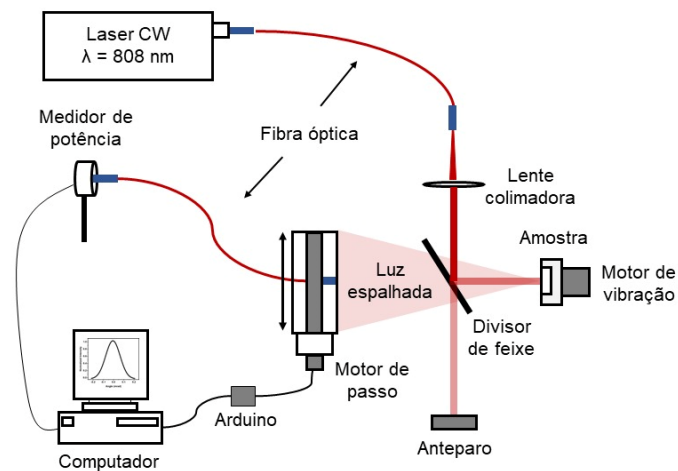 Laser CW
λ = 808 nm
Medidor de
potência
Fibra óptica
Lente
colimadora
Amostra
Luz
espalhada
Motor de
vibração
Divisor
de feixe
Motor de
passo
Arduino
Anteparo
Computador